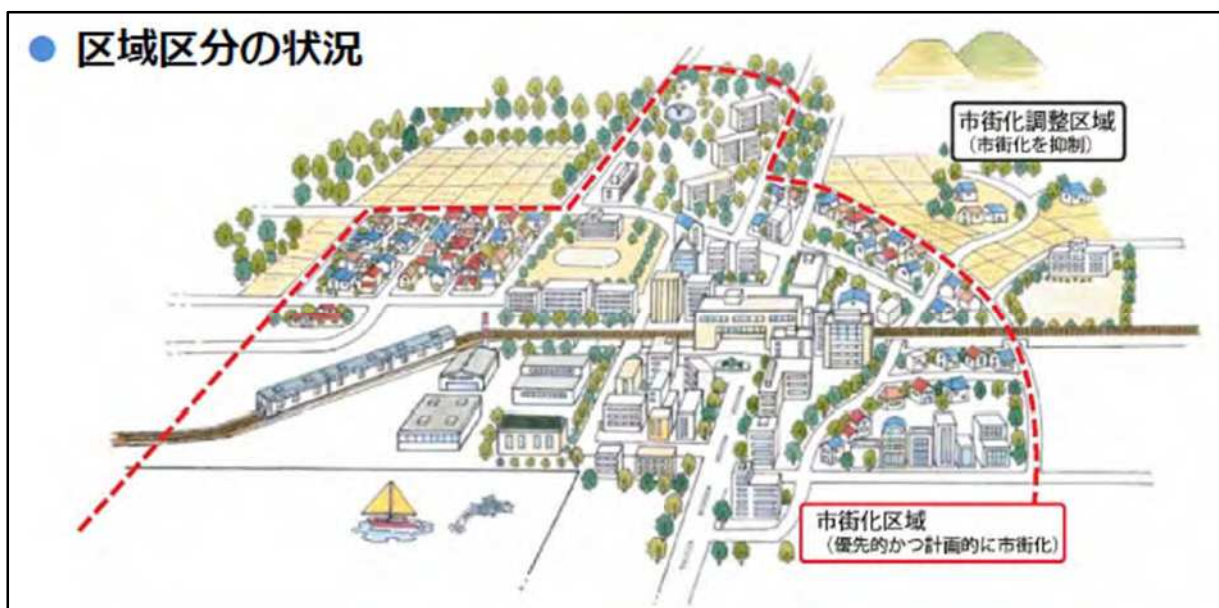 ● 区域区分の状況
市街化調整区域
（市街化を抑制）
市街化区域
（優先的かつ計画的に市街化）